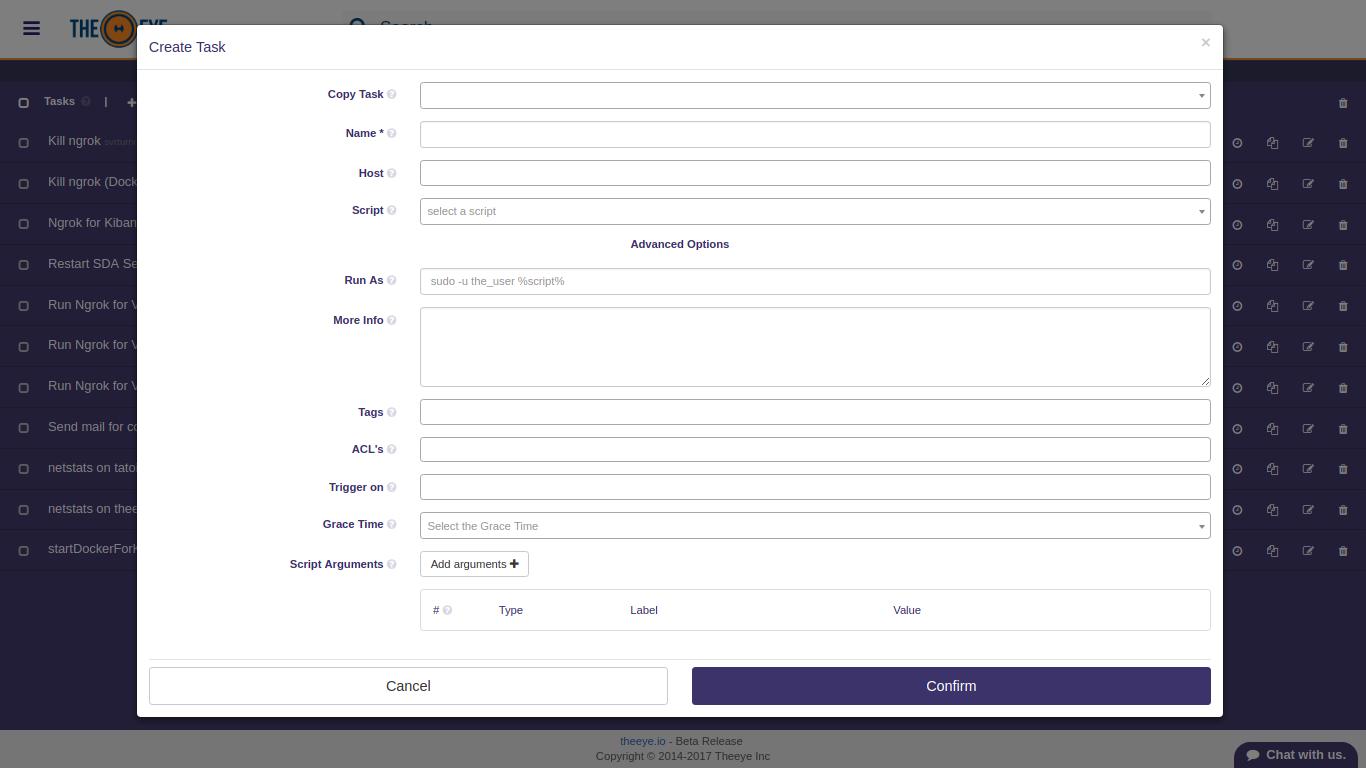 THE EYE
Search
Create Task
×
Copy Task ?
Name * ?
Host ?
Script ?
select a script
Advanced Options
Run As ?
sudo -u the_user %script%
More Info ?
Tags ?
ACL's ?
Trigger on ?
Grace Time ?
Select the Grace Time
Script Arguments ?
Add arguments
# ?
Type
Label
Value
Cancel
Confirm
Tasks ? |
Kill ngrok
Kill ngrok (Dock
Ngrok for Kiban
Restart SDA Se
Run Ngrok for V
Run Ngrok for V
Run Ngrok for V
Send mail for co
netstats on tato
netstats on thee
startDockerFor
theeye.io - Beta Release
Copyright © 2014-2017 Theeye Inc
Chat with us.